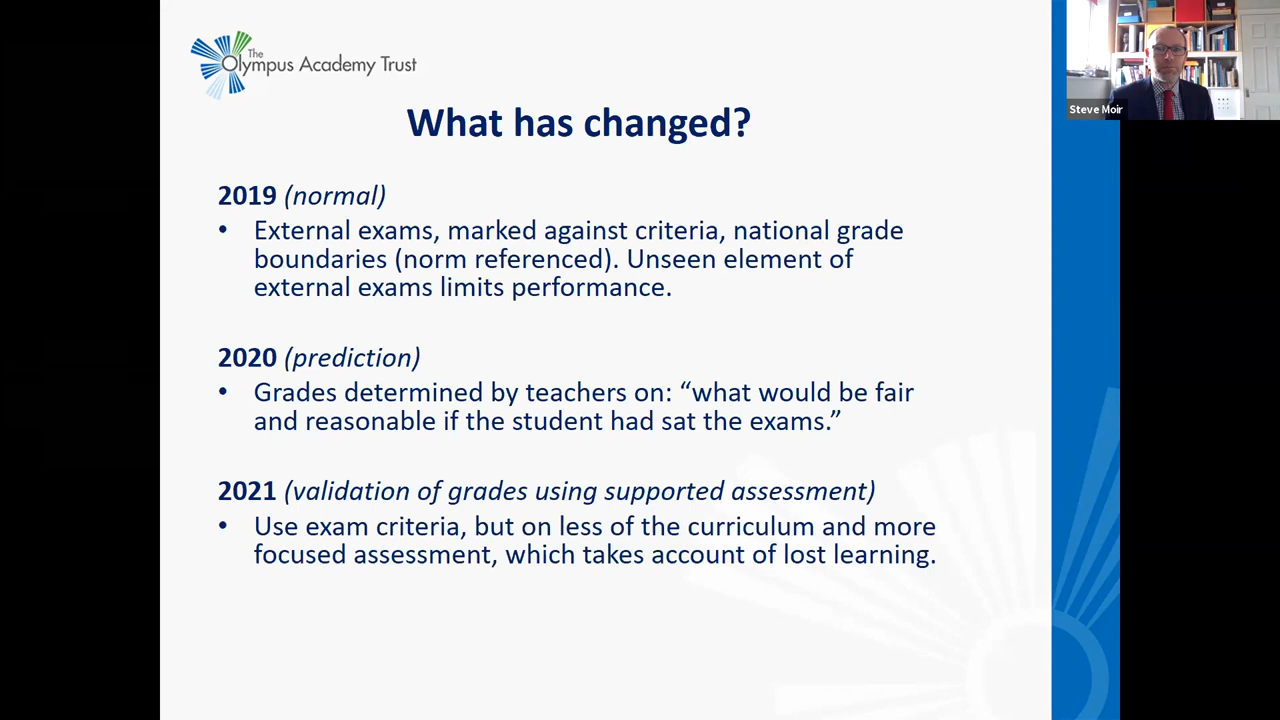 The
Olympus Academy Trust
Steve Moir
What has changed?
2019 (normal)
• External exams, marked against criteria, national grade
boundaries (norm referenced). Unseen element of
external exams limits performance.
2020 (prediction)
• Grades determined by teachers on: “what would be fair
and reasonable if the student had sat the exams.”
2021 (validation of grades using supported assessment)
• Use exam criteria, but on less of the curriculum and more
focused assessment, which takes account of lost learning.